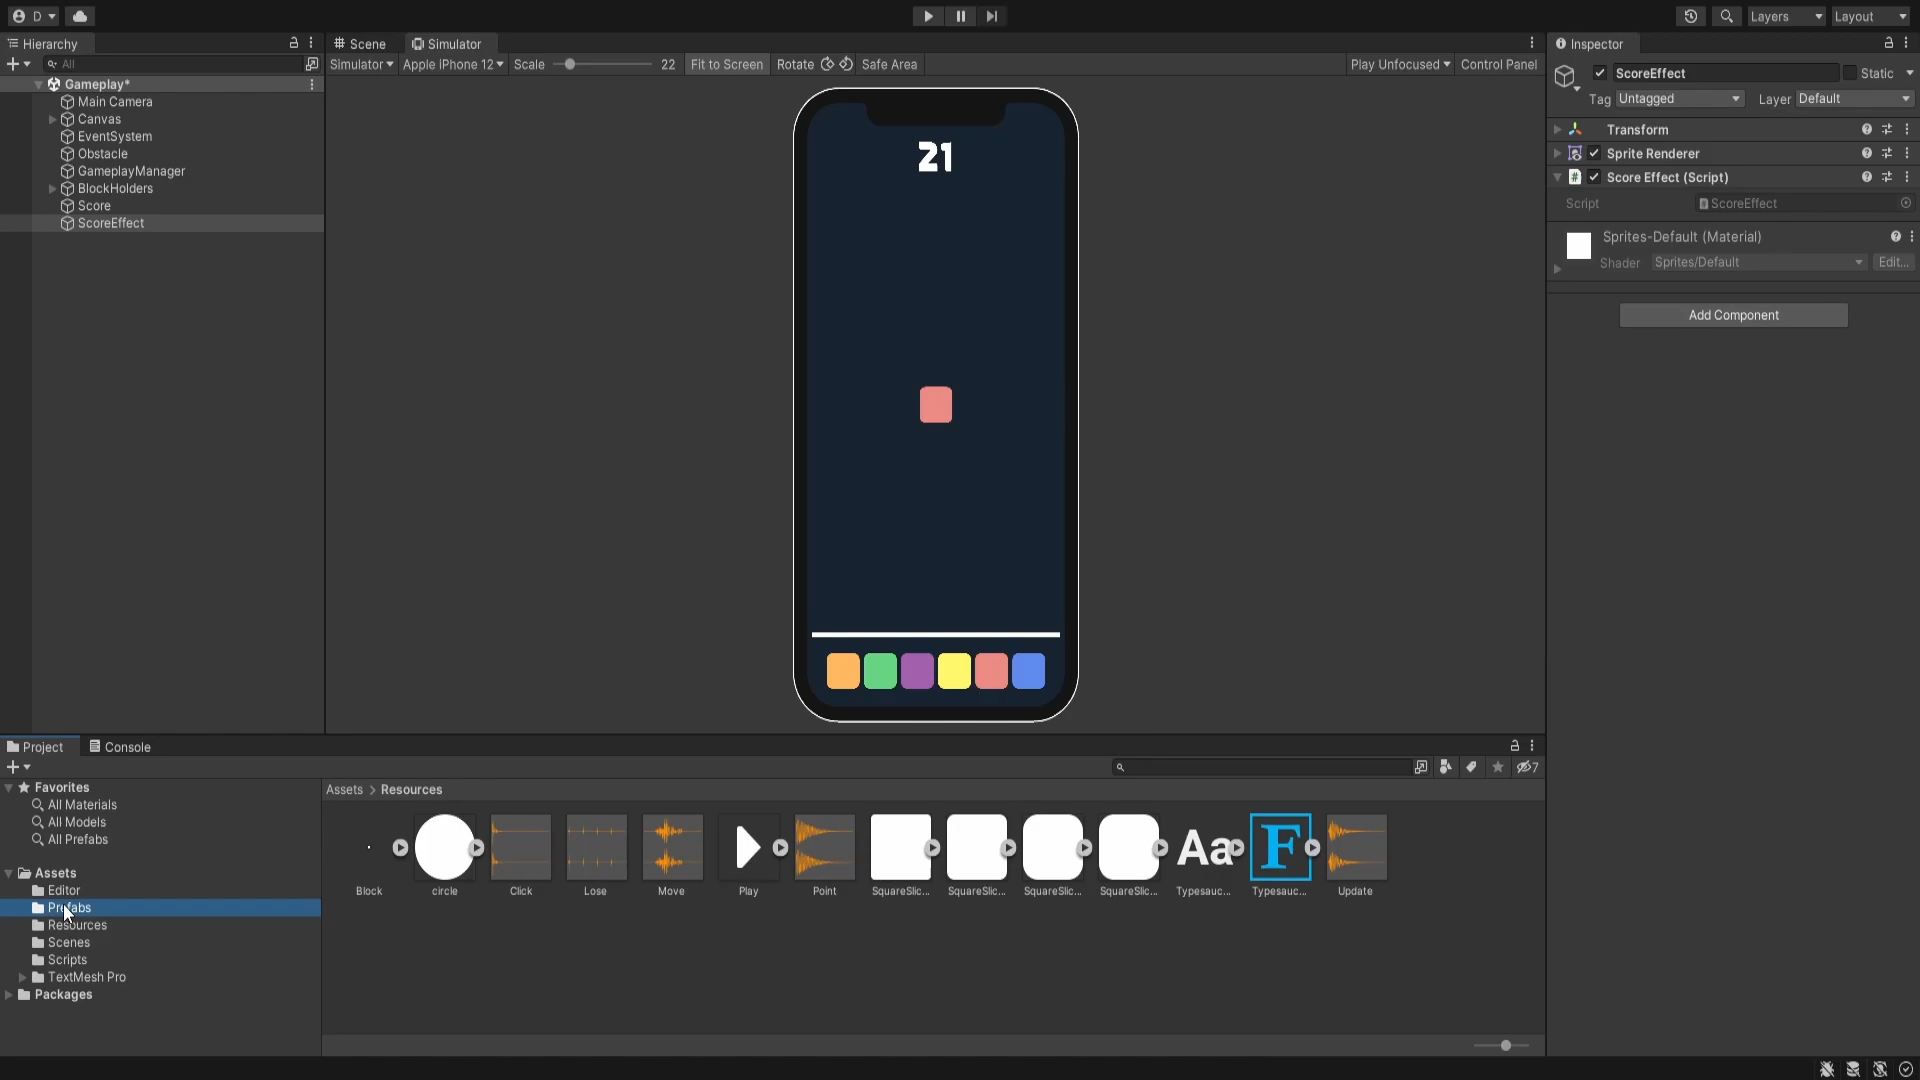 D
Layers
Layout
Hierarchy
All
Gameplay*
Main Camera
Canvas
EventSystem
Obstacle
GameplayManager
BlockHolders
Score
ScoreEffect
Scene
Simulator
Simulator
Apple iPhone 12
Scale
22
Fit to Screen
Rotate
Safe Area
Play Unfocused
Control Panel
21
Inspector
ScoreEffect
Static
Tag
Untagged
Layer
Default
Transform
Sprite Renderer
#
Score Effect (Script)
Script
ScoreEffect
Sprites-Default (Material)
Shader
Sprites/Default
Edit...
Add Component
Project
Console
7
Favorites
All Materials
All Models
All Prefabs
Assets
Editor
Prefabs
Resources
Scenes
Scripts
TextMesh Pro
Packages
Assets > Resources
Aa
F
Block
circle
Click
Lose
Move
Play
Point
SquareSlic...
SquareSlic...
SquareSlic...
SquareSlic...
Typesauc...
Typesauc...
Update